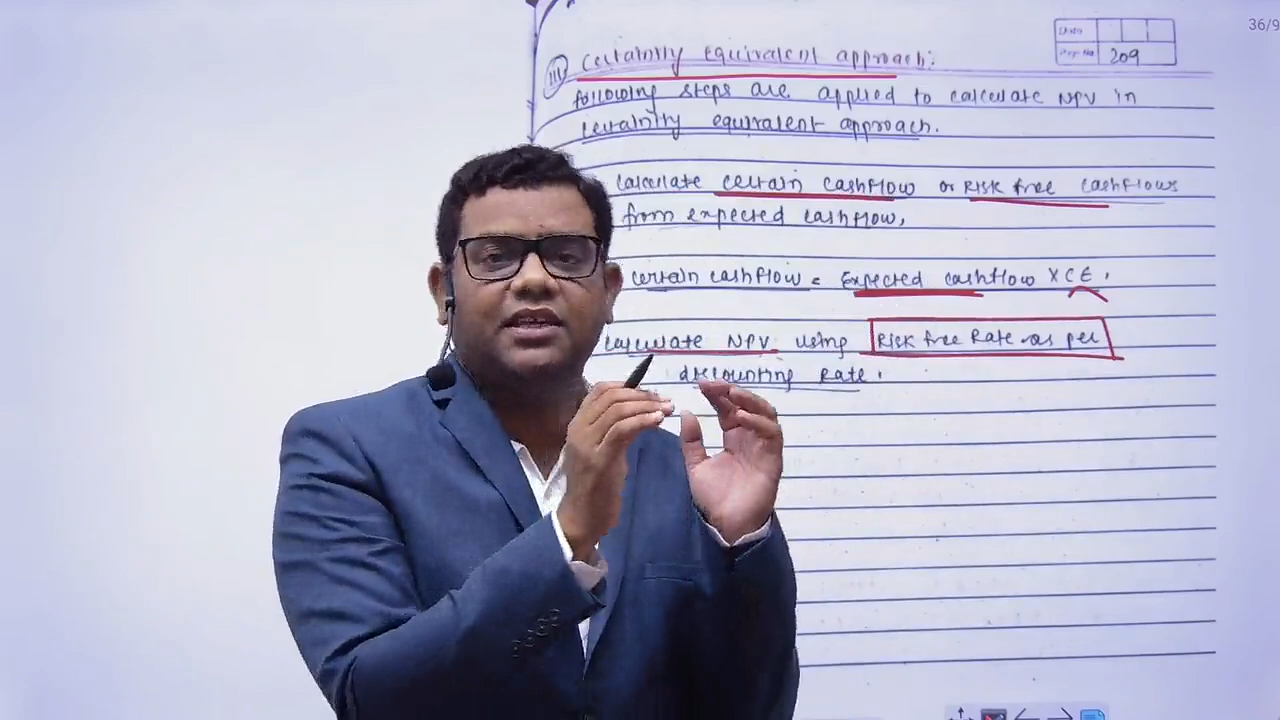 36/9
Date
Page No 209
(iii) Certainity equivalent approach:
following steps are applied to calculate NPV in
certainity equivalent approach.
calculate certain cashflow or Risk free cashflows
from expected cashflow,
certain cashflow = Expected cashflow X CE.
calculate NPV using Risk free Rate as per
discounting Rate.